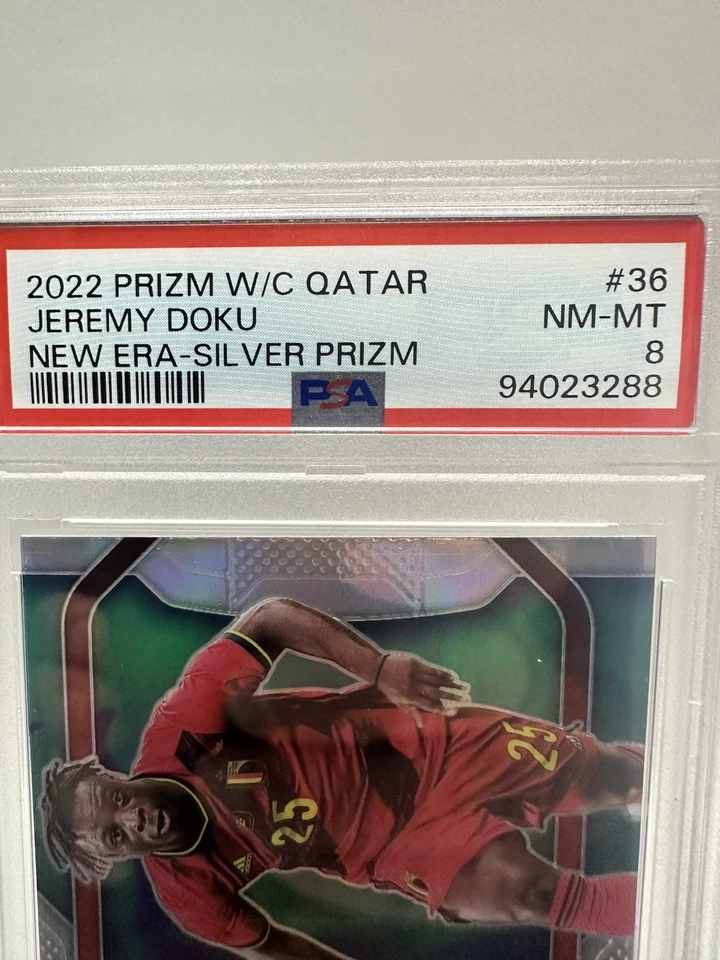 2022 PRIZM W/C QATAR #36
JEREMY DOKU NM-MT
NEW ERA-SILVER PRIZM 8
PSA 94023288
25
25